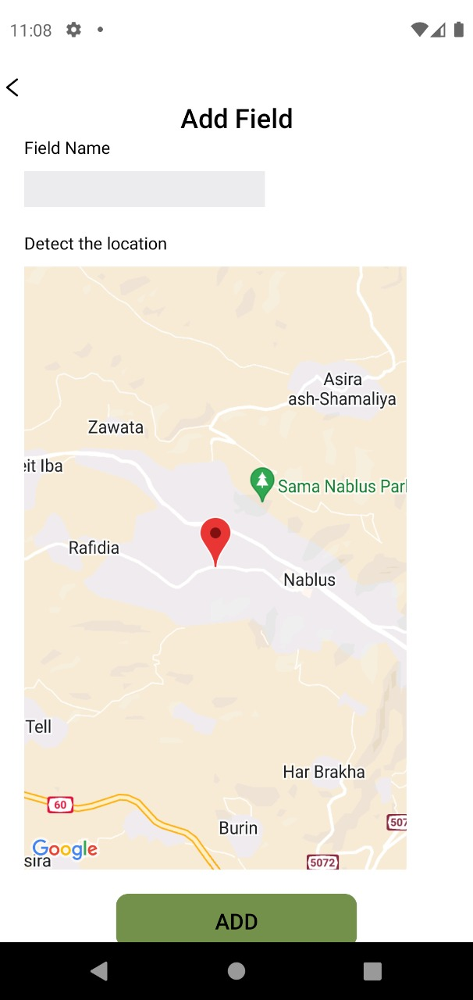 11:08
Add Field
Field Name
Detect the location
Asira
ash-Shamaliya
Zawata
eit Iba
Sama Nablus Par
Rafidia
Nablus
Tell
Har Brakha
60
507
Burin
Google
sira
5072
ADD